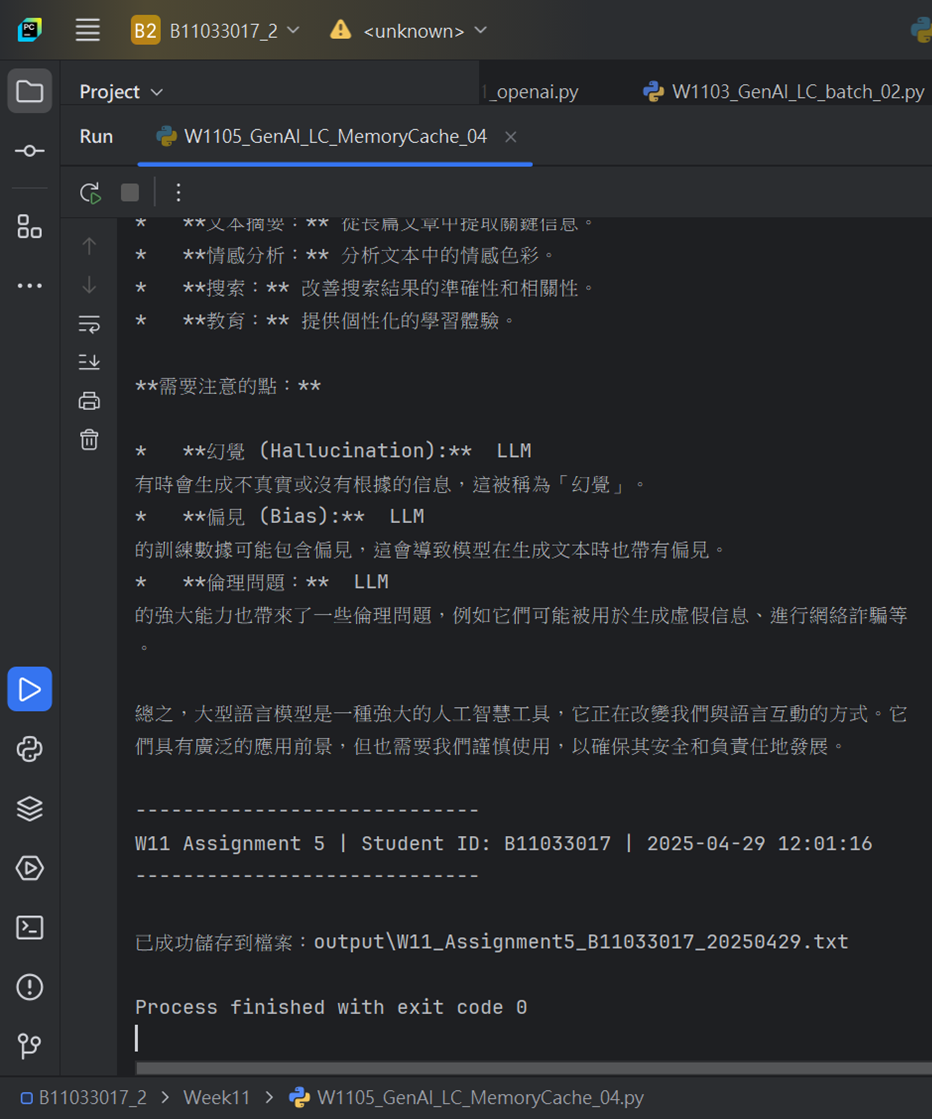 PC
B2 B11033017_2 <unknown>
Project
_openai.py W1103_GenAI_LC_batch_02.py
Run W1105_GenAI_LC_MemoryCache_04
* **文本摘要：** 從長篇文章中提取關鍵信息。
* **情感分析：** 分析文本中的情感色彩。
* **搜索：** 改善搜索結果的準確性和相關性。
* **教育：** 提供個性化的學習體驗。
**需要注意的點：**
* **幻覺 (Hallucination):** LLM
有時會生成不真實或沒有根據的信息，這被稱為「幻覺」。
* **偏見 (Bias):** LLM
的訓練數據可能包含偏見，這會導致模型在生成文本時也帶有偏見。
* **倫理問題：** LLM
的強大能力也帶來了一些倫理問題，例如它們可能被用於生成虛假信息、進行網絡詐騙等
。
總之，大型語言模型是一種強大的人工智慧工具，它正在改變我們與語言互動的方式。它
們具有廣泛的應用前景，但也需要我們謹慎使用，以確保其安全和負責任地發展。
-----------------------------
W11 Assignment 5 | Student ID: B11033017 | 2025-04-29 12:01:16
-----------------------------
已成功儲存到檔案：output\W11_Assignment5_B11033017_20250429.txt
Process finished with exit code 0
B11033017_2 > Week11 > W1105_GenAI_LC_MemoryCache_04.py